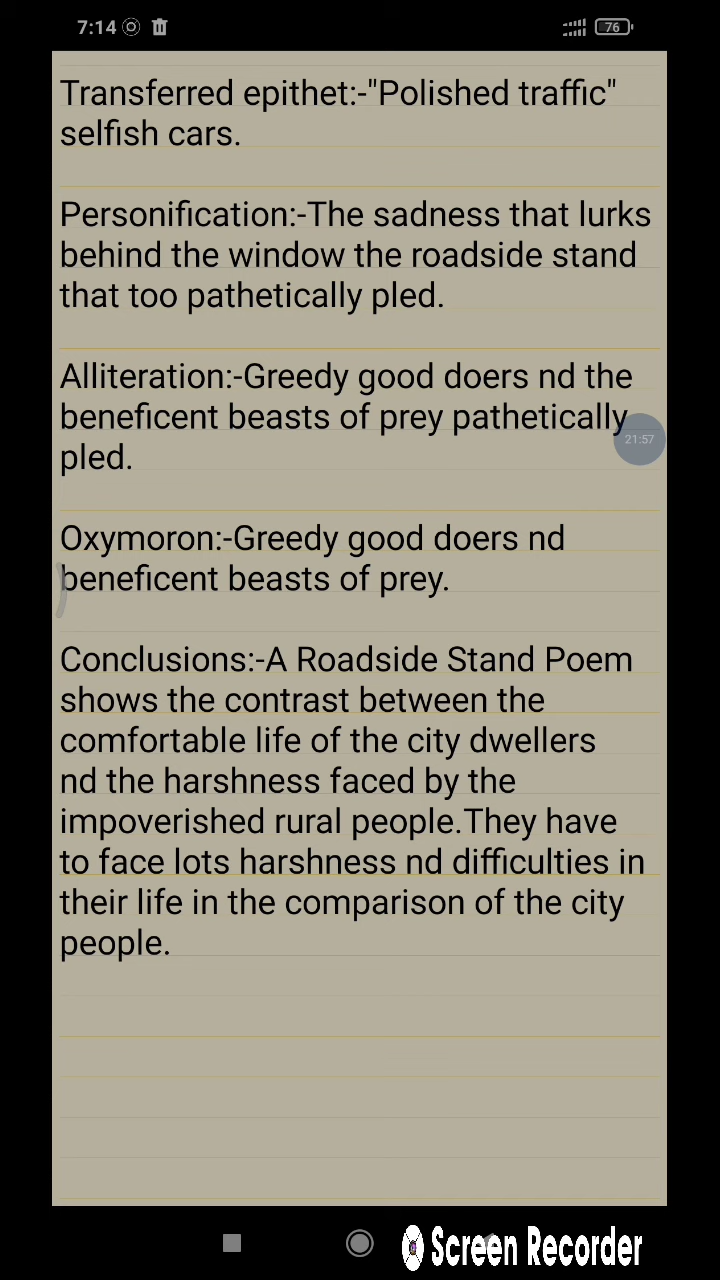 7:14
76
Transferred epithet:-"Polished traffic"
selfish cars.
Personification:-The sadness that lurks
behind the window the roadside stand
that too pathetically pled.
Alliteration:-Greedy good doers nd the
beneficent beasts of prey pathetically
pled.
21:57
Oxymoron:-Greedy good doers nd
beneficent beasts of prey.
Conclusions:-A Roadside Stand Poem
shows the contrast between the
comfortable life of the city dwellers
nd the harshness faced by the
impoverished rural people.They have
to face lots harshness nd difficulties in
their life in the comparison of the city
people.
Screen Recorder